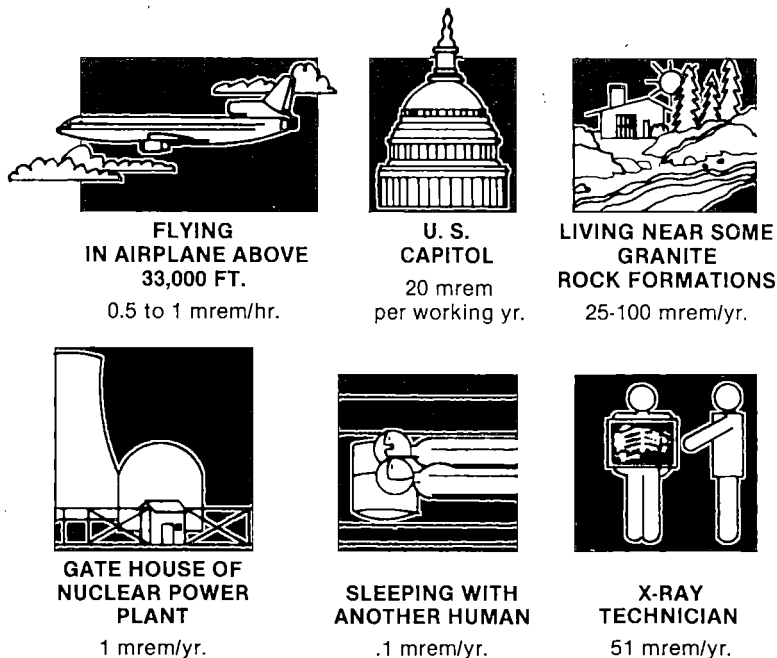 FLYING
IN AIRPLANE ABOVE
33,000 FT.
0.5 to 1 mrem/hr.
U. S.
CAPITOL
20 mrem
per working yr.
LIVING NEAR SOME
GRANITE
ROCK FORMATIONS
25-100 mrem/yr.
GATE HOUSE OF
NUCLEAR POWER
PLANT
1 mrem/yr.
SLEEPING WITH
ANOTHER HUMAN
.1 mrem/yr.
X-RAY
TECHNICIAN
51 mrem/yr.